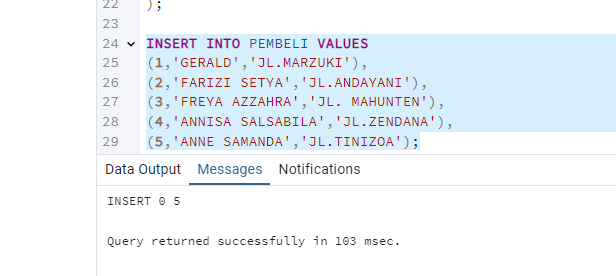 22 );
23
24 INSERT INTO PEMBELI VALUES
25 (1,'GERALD','JL.MARZUKI'),
26 (2,'FARIZI SETYA','JL.ANDAYANI'),
27 (3,'FREYA AZZAHRA','JL. MAHUNTEN'),
28 (4,'ANNISA SALSABILA','JL.ZENDANA'),
29 (5,'ANNE SAMANDA','JL.TINIZOA');
Data Output Messages Notifications
INSERT 0 5
Query returned successfully in 103 msec.